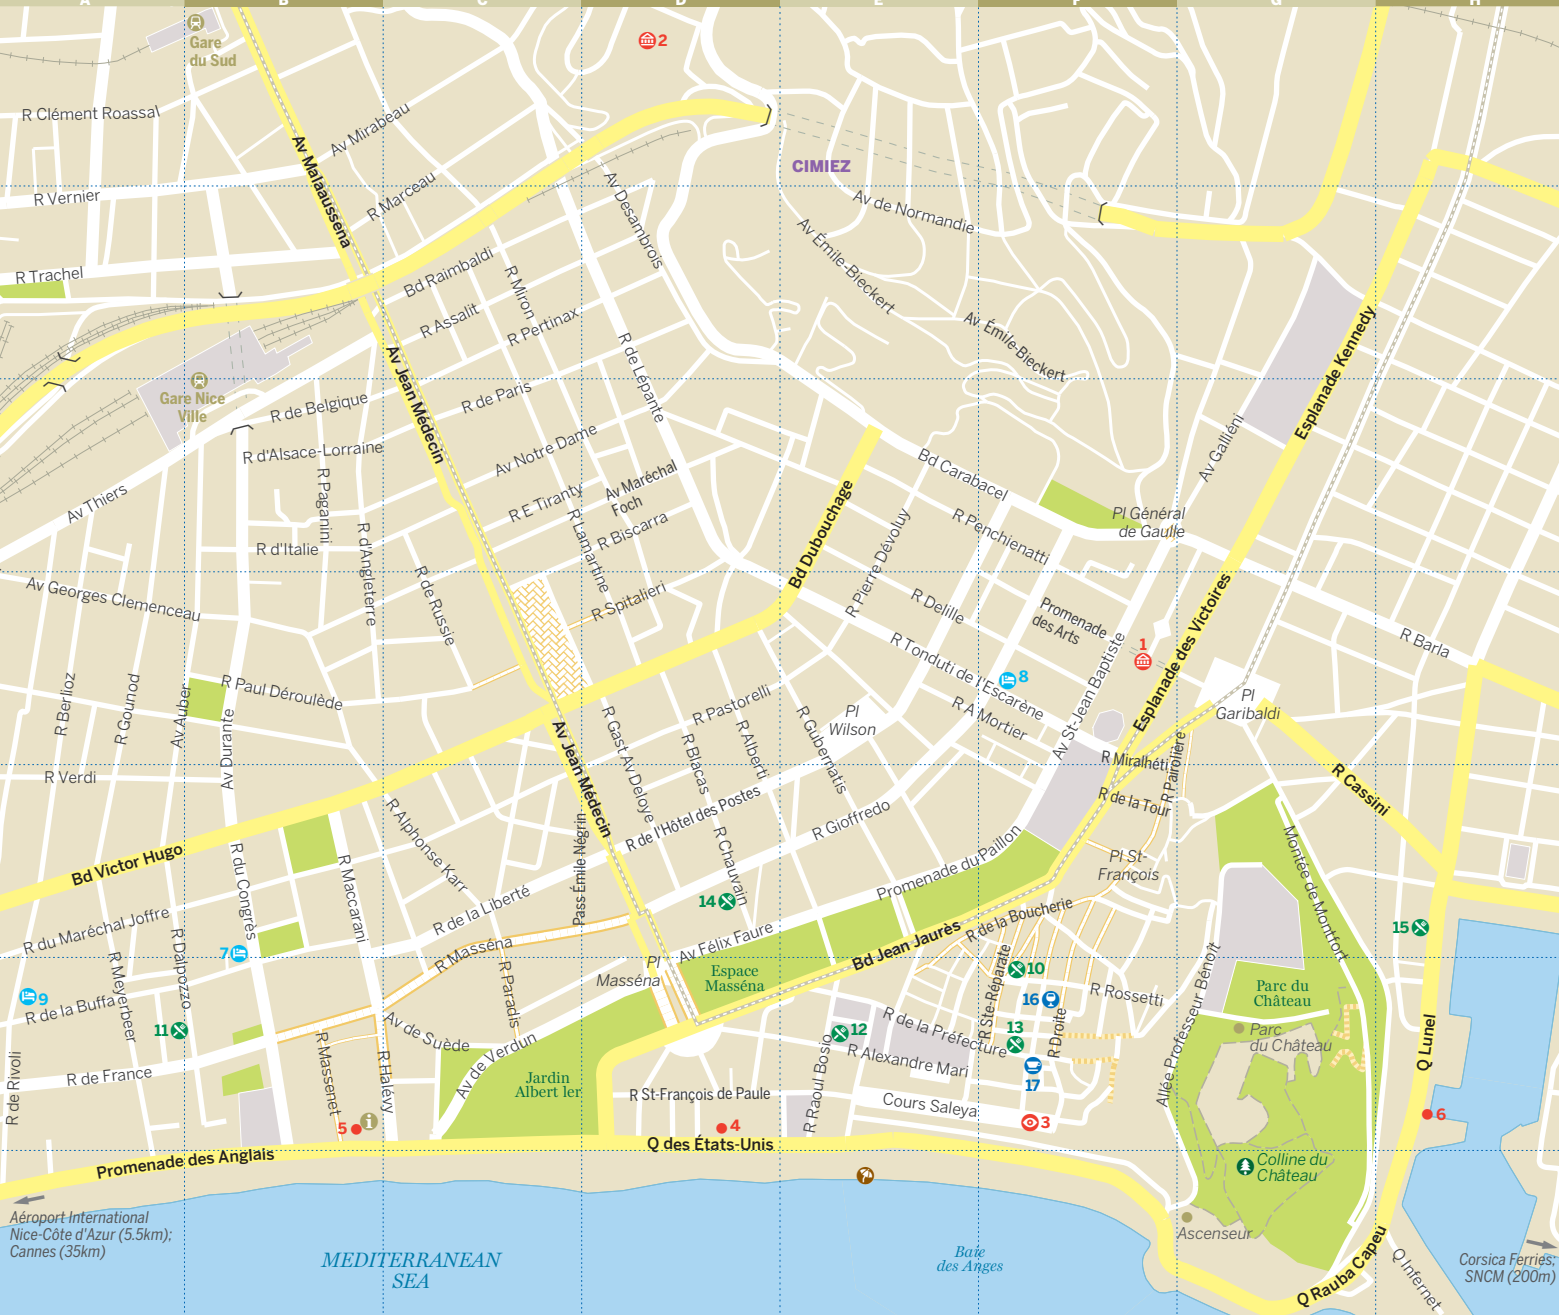 A
B
C
D
E
F
G
H
Gare
du Sud
2
R Clément Roassal
Av Mirabeau
Av Malaussena
CIMIEZ
R Vernier
R Marceau
Av Desambrois
Av de Normandie
Av Émile-Bieckert
R Trachel
Bd Raimbaldi
R Miron
R Assalit
R Pertinax
Av Émile-Bieckert
Esplanade Kennedy
R de Lépante
Av Jean Médecin
Gare Nice
Ville
R de Belgique
R de Paris
R d'Alsace-Lorraine
Av Notre Dame
Av Maréchal
Foch
Bd Carabacel
Av Galliéni
Av Thiers
R Paganini
R E Tiranty
R Biscarra
R Lamartine
Bd Dubouchage
R Pierre Dévoluy
R Penchienatti
Pl Général
de Gaulle
R d'Italie
R d'Angleterre
R de Russie
Av Georges Clemenceau
R Spitalieri
R Delille
Promenade
des Arts
Esplanade des Victoires
R Barla
R Tonduti de l'Escarène
1
8
R Berlioz
R Gounod
Av Auber
R Paul Déroulède
Av Durante
R Pastorelli
Pl
Wilson
R A Mortier
Av St-Jean Baptiste
Pl
Garibaldi
Av Jean Médecin
R Gast Av Deloye
R Blacas
R Alberti
R Gubernatis
R Miralhéti
R Pairolière
R Verdi
R Cassini
R de la Tour
R de l'Hôtel des Postes
R Gioffredo
R Alphonse Karr
Pass Émile Négrin
R Chauvain
Promenade du Paillon
Pl St-
François
Montée de Montfort
Bd Victor Hugo
R du Congrès
R Maccarani
R de la Liberté
14
R du Maréchal Joffre
R Dalpozzo
7
R Masséna
Av Félix Faure
Bd Jean Jaurès
R de la Boucherie
15
Pl
Masséna
Espace
Masséna
R Ste-Réparate
10
R Rossetti
Allée Professeur Bénoît
Parc du
Château
9
R de la Buffa
R Meyerbeer
R Paradis
16
11
Av de Suède
12
R de la Préfecture
13
R Droite
Parc
du Château
Q Lunel
R de Rivoli
R de France
R Massenet
R Halévy
Av de Verdun
Jardin
Albert Ier
R Alexandre Mari
17
R St-François de Paule
R Raoul Bosio
Cours Saleya
5
4
3
6
Q des États-Unis
Promenade des Anglais
Colline du
Château
Aéroport International
Nice-Côte d'Azur (5.5km);
Cannes (35km)
MEDITERRANEAN
SEA
Baie
des Anges
Ascenseur
Q Rauba Capeu
Q Infernet
Corsica Ferries;
SNCM (200m)